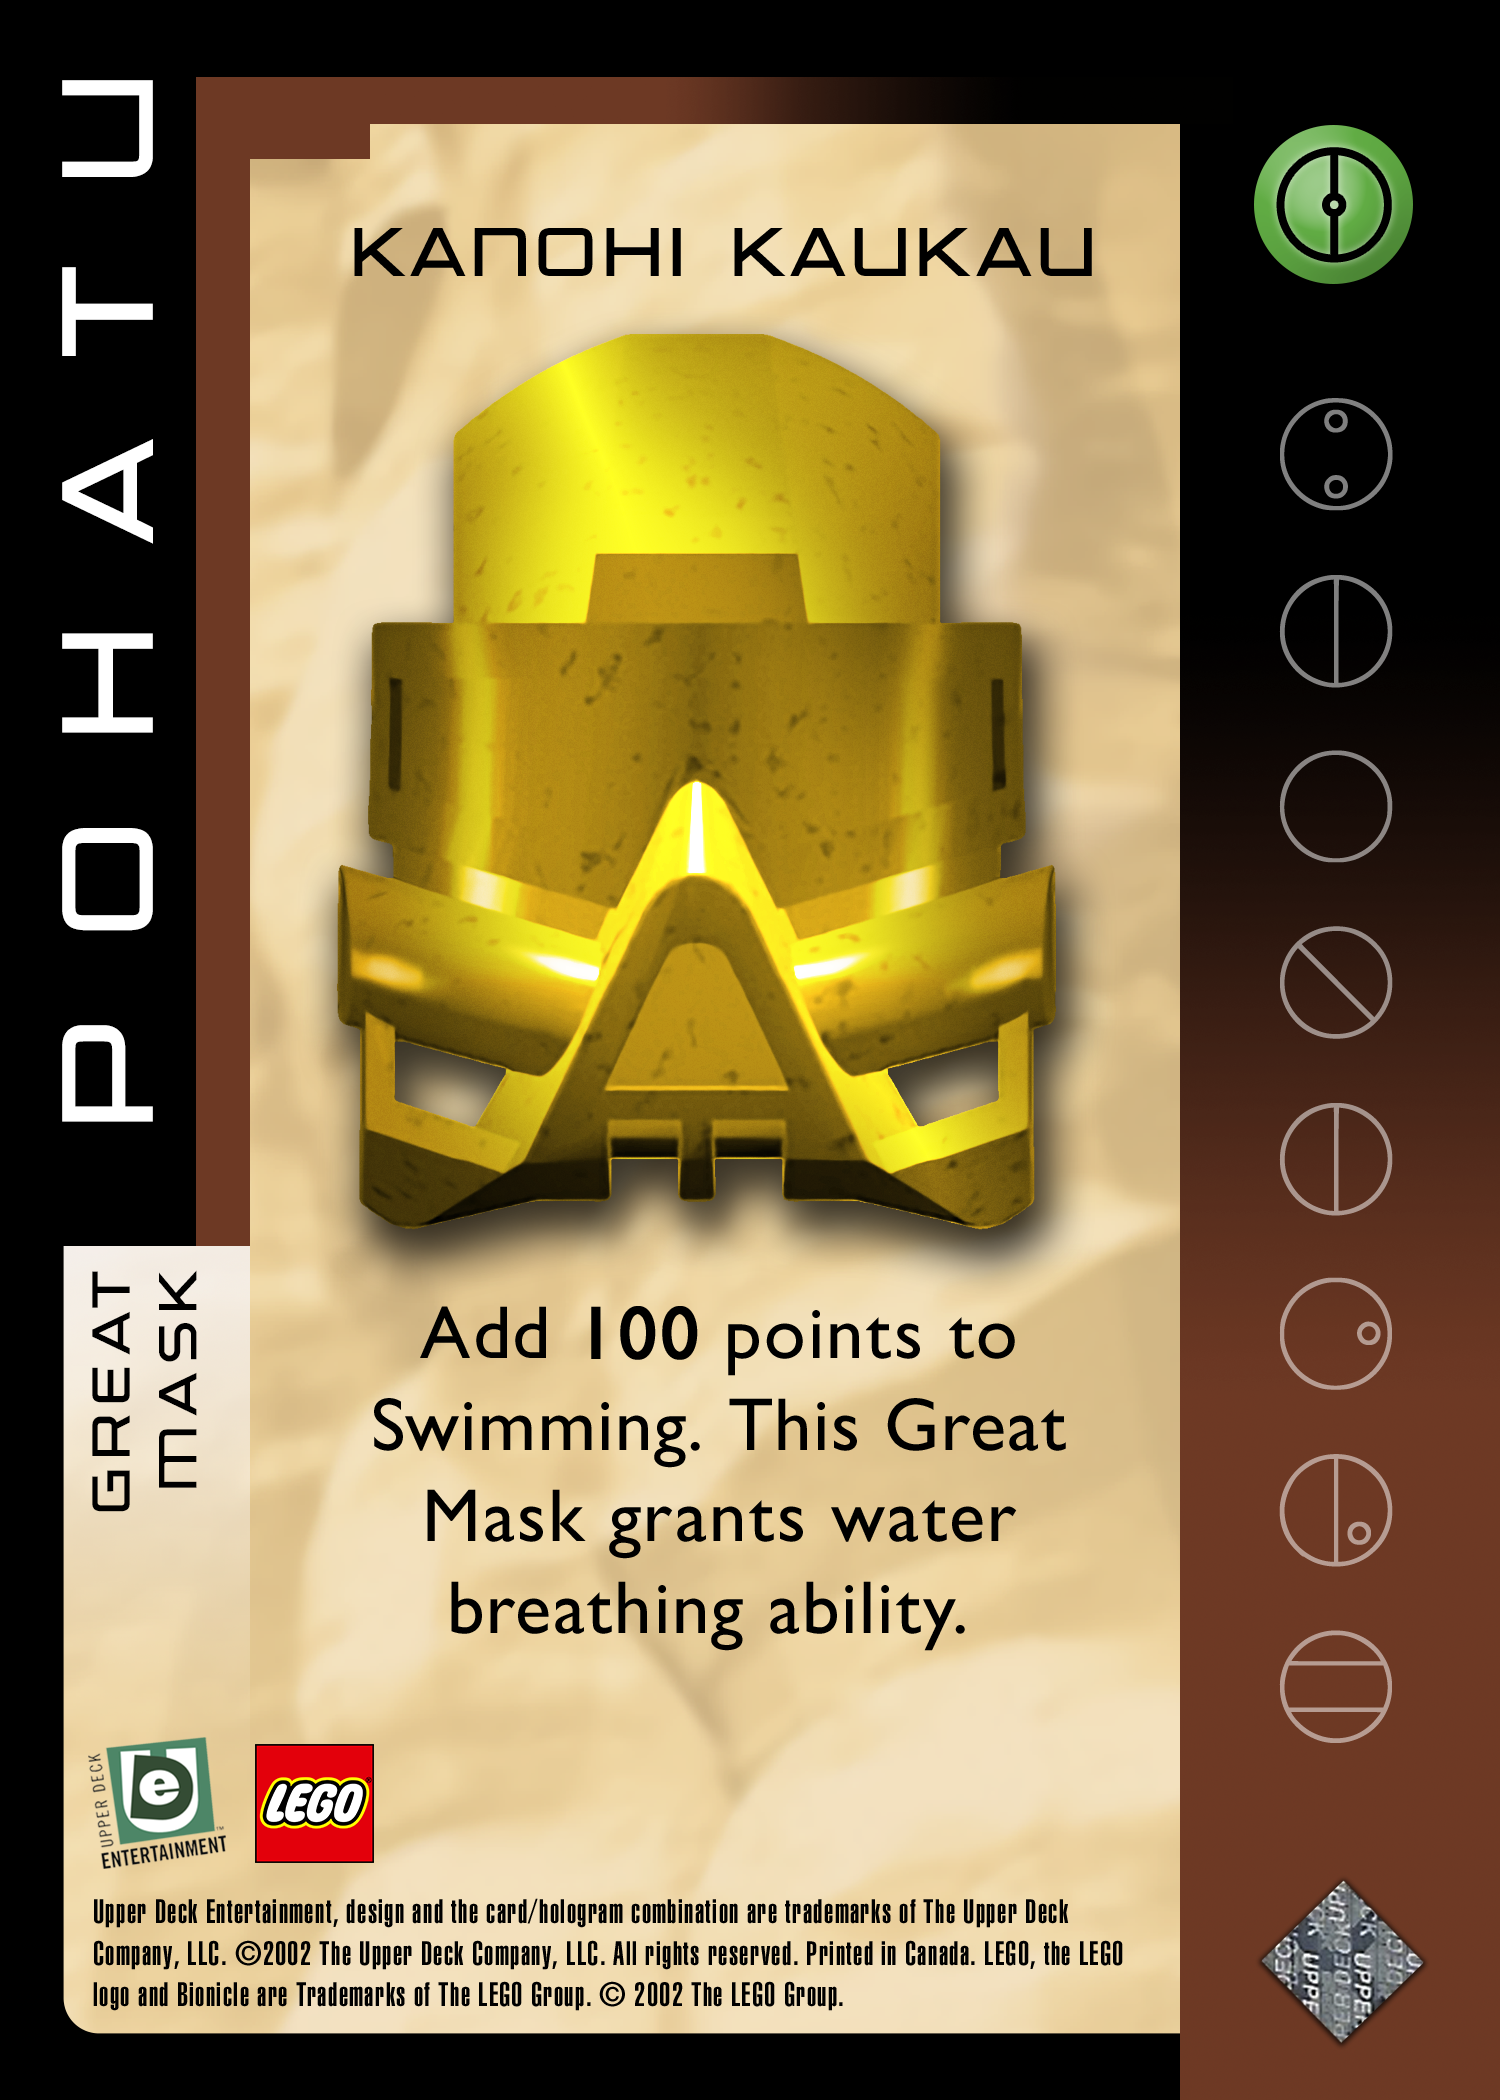 POHATU
GREAT
MASK
KANOHI KAUKAU
Add 100 points to
Swimming. This Great
Mask grants water
breathing ability.
UPPER DECK
ENTERTAINMENT
Ude
LEGO
Upper Deck Entertainment, design and the card/hologram combination are trademarks of The Upper Deck
Company, LLC. ©2002 The Upper Deck Company, LLC. All rights reserved. Printed in Canada. LEGO, the LEGO
logo and Bionicle are Trademarks of The LEGO Group. © 2002 The LEGO Group.